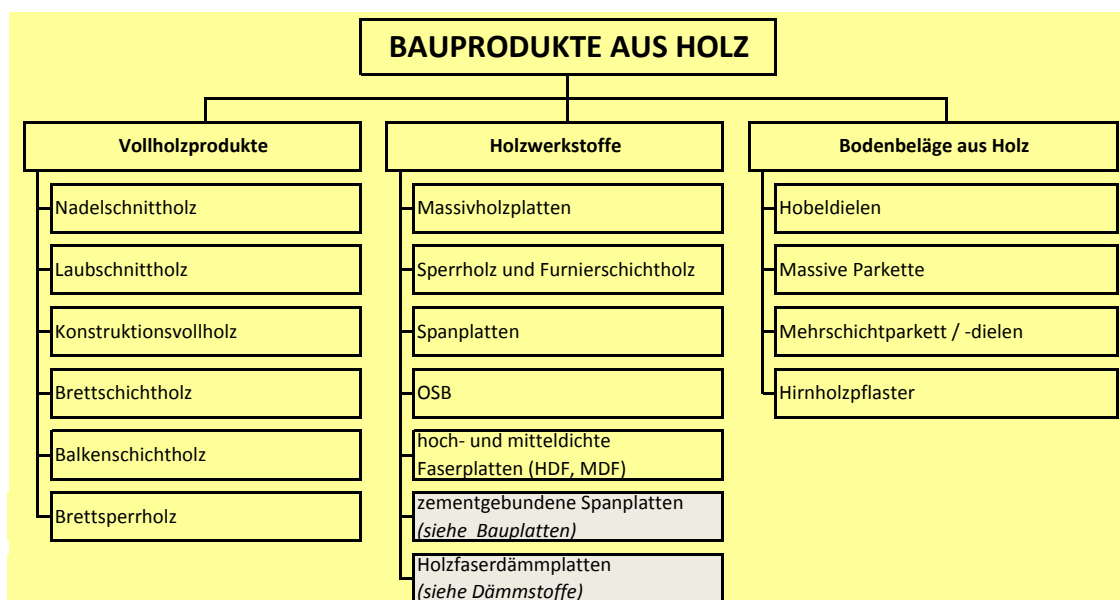 BAUPRODUKTE AUS HOLZ
Vollholzprodukte
Nadelschnittholz
Laubschnittholz
Konstruktionsvollholz
Brettschichtholz
Balkenschichtholz
Brettsperrholz
Holzwerkstoffe
Massivholzplatten
Sperrholz und Furnierschichtholz
Spanplatten
OSB
hoch- und mitteldichte
Faserplatten (HDF, MDF)
zementgebundene Spanplatten
(siehe Bauplatten)
Holzfaserdämmplatten
(siehe Dämmstoffe)
Bodenbeläge aus Holz
Hobeldielen
Massive Parkette
Mehrschichtparkett / -dielen
Hirnholzpflaster